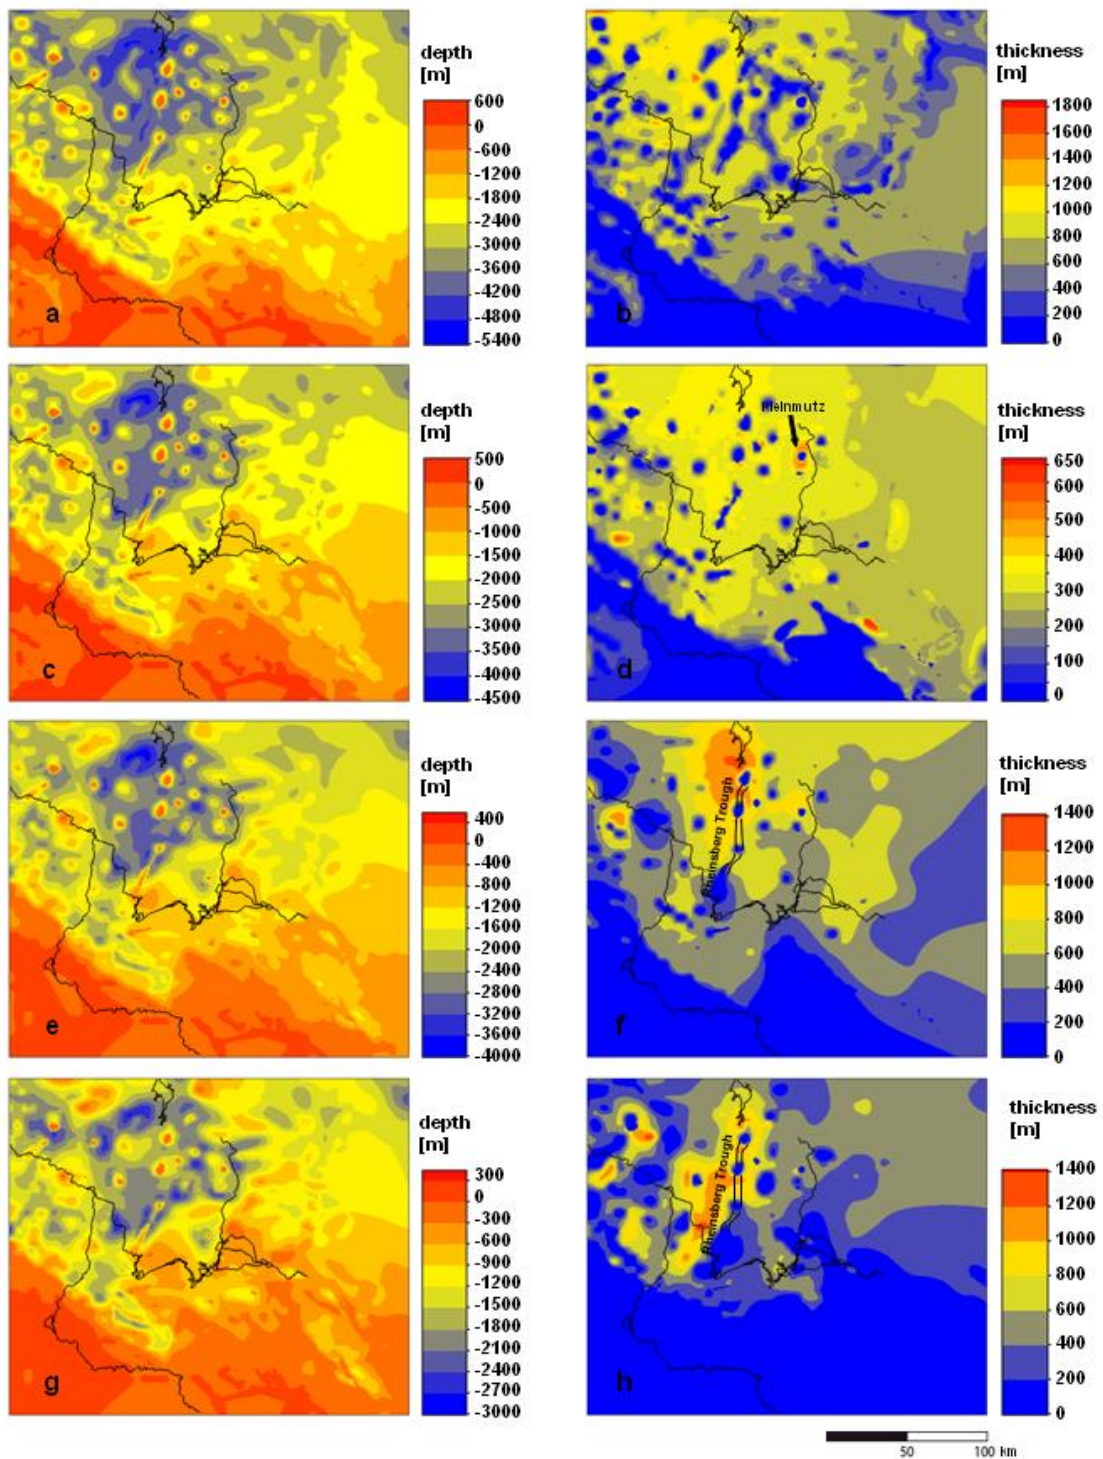 depth
[m]
600
0
-600
-1200
-1800
-2400
-3000
-3600
-4200
-4800
-5400
a
thickness
[m]
1800
1600
1400
1200
1000
800
600
400
200
0
b
depth
[m]
500
0
-500
-1000
-1500
-2000
-2500
-3000
-3500
-4000
-4500
c
Kleinmutz
thickness
[m]
650
600
500
400
300
200
100
0
d
depth
[m]
400
0
-400
-800
-1200
-1600
-2000
-2400
-2800
-3200
-3600
-4000
e
Rheinsberg Trough
thickness
[m]
1400
1200
1000
800
600
400
200
0
f
depth
[m]
300
0
-300
-600
-900
-1200
-1500
-1800
-2100
-2400
-2700
-3000
g
Rheinsberg Trough
thickness
[m]
1400
1200
1000
800
600
400
200
0
h
50
100 km